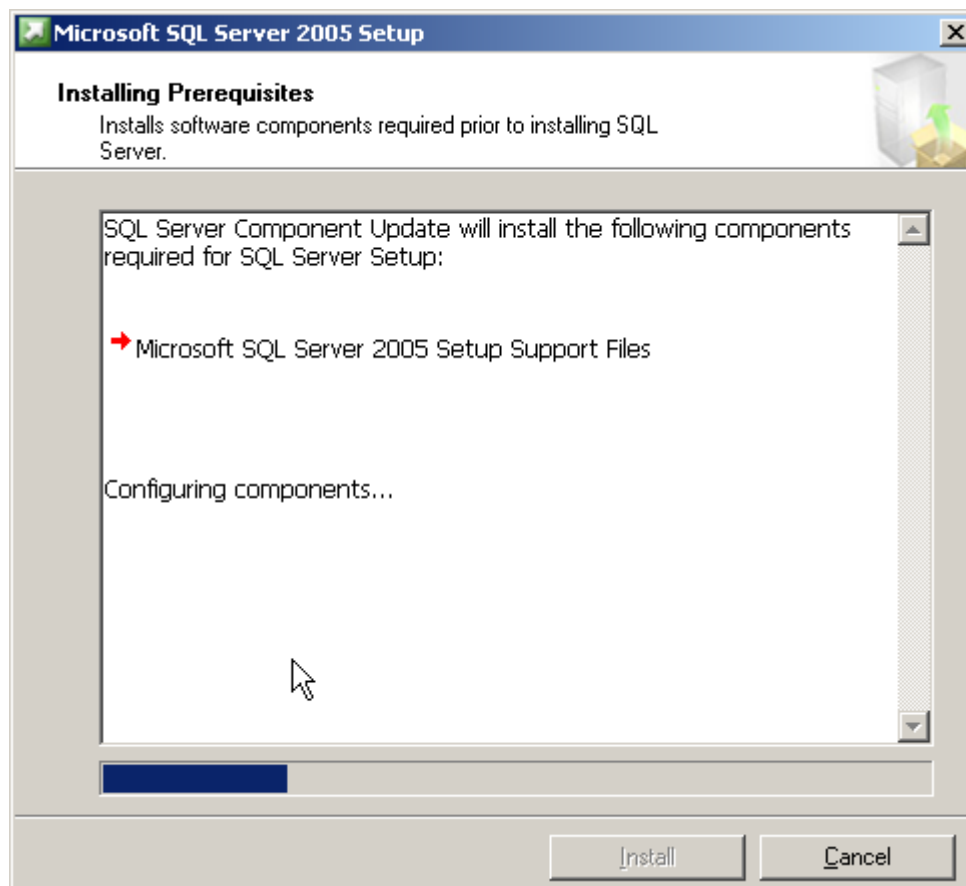 Microsoft SQL Server 2005 Setup
Installing Prerequisites
Installs software components required prior to installing SQL
Server.
SQL Server Component Update will install the following components
required for SQL Server Setup:
Microsoft SQL Server 2005 Setup Support Files
Configuring components...
Install
Cancel